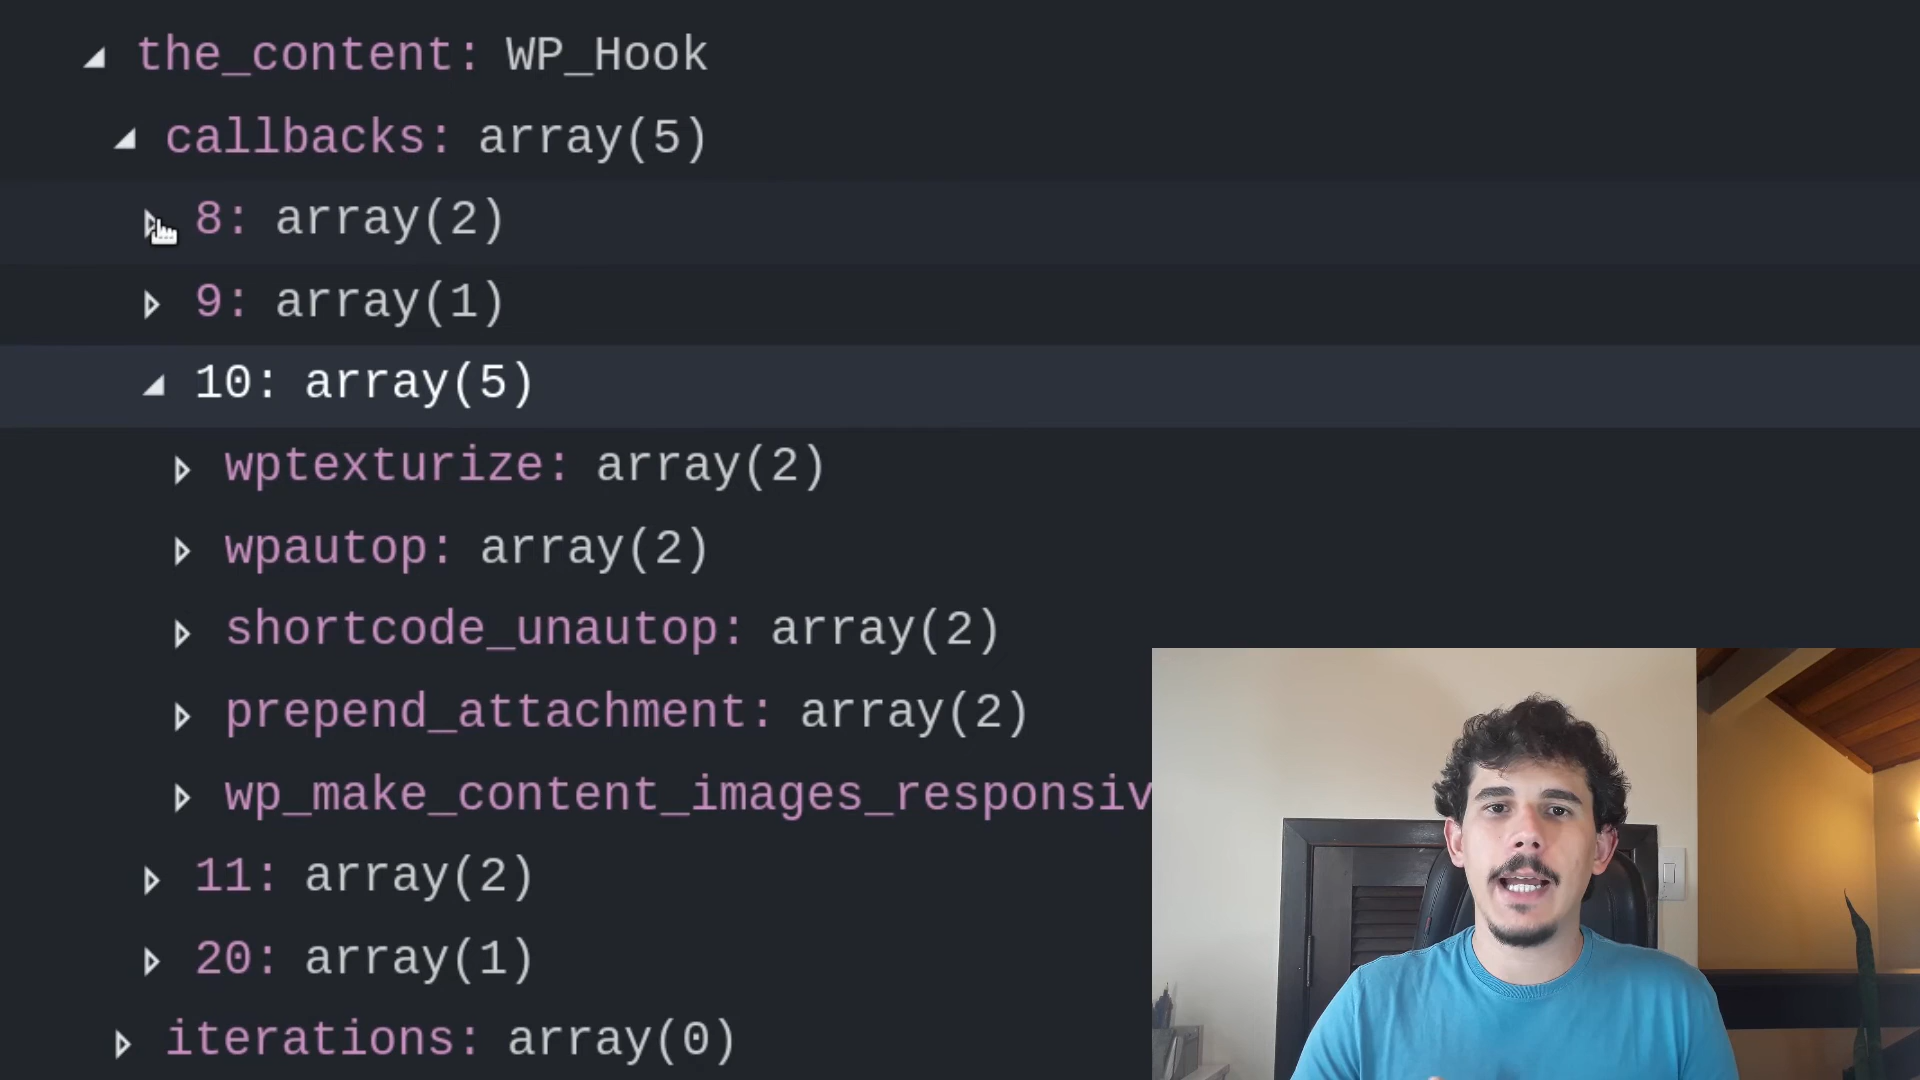 the_content: WP_Hook
callbacks: array(5)
8: array(2)
9: array(1)
10: array(5)
wptexturize: array(2)
wpautop: array(2)
shortcode_unautop: array(2)
prepend_attachment: array(2)
wp_make_content_images_responsiv
11: array(2)
20: array(1)
iterations: array(0)